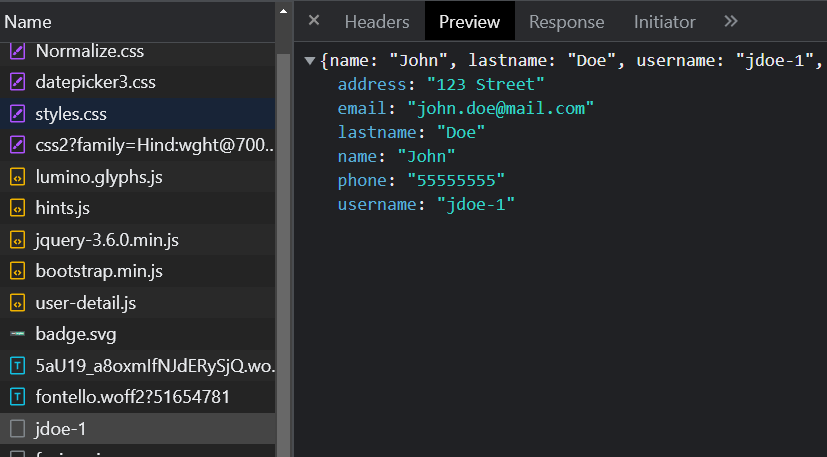 Name
Normalize.css
datepicker3.css
styles.css
css2?family=Hind:wght@700..
lumino.glyphs.js
hints.js
jquery-3.6.0.min.js
bootstrap.min.js
user-detail.js
badge.svg
5aU19_a8oxmIfNJdERySjQ.wo.
fontello.woff2?51654781
jdoe-1
× Headers Preview Response Initiator »
{name: "John", lastname: "Doe", username: "jdoe-1",
address: "123 Street"
email: "john.doe@mail.com"
lastname: "Doe"
name: "John"
phone: "55555555"
username: "jdoe-1"